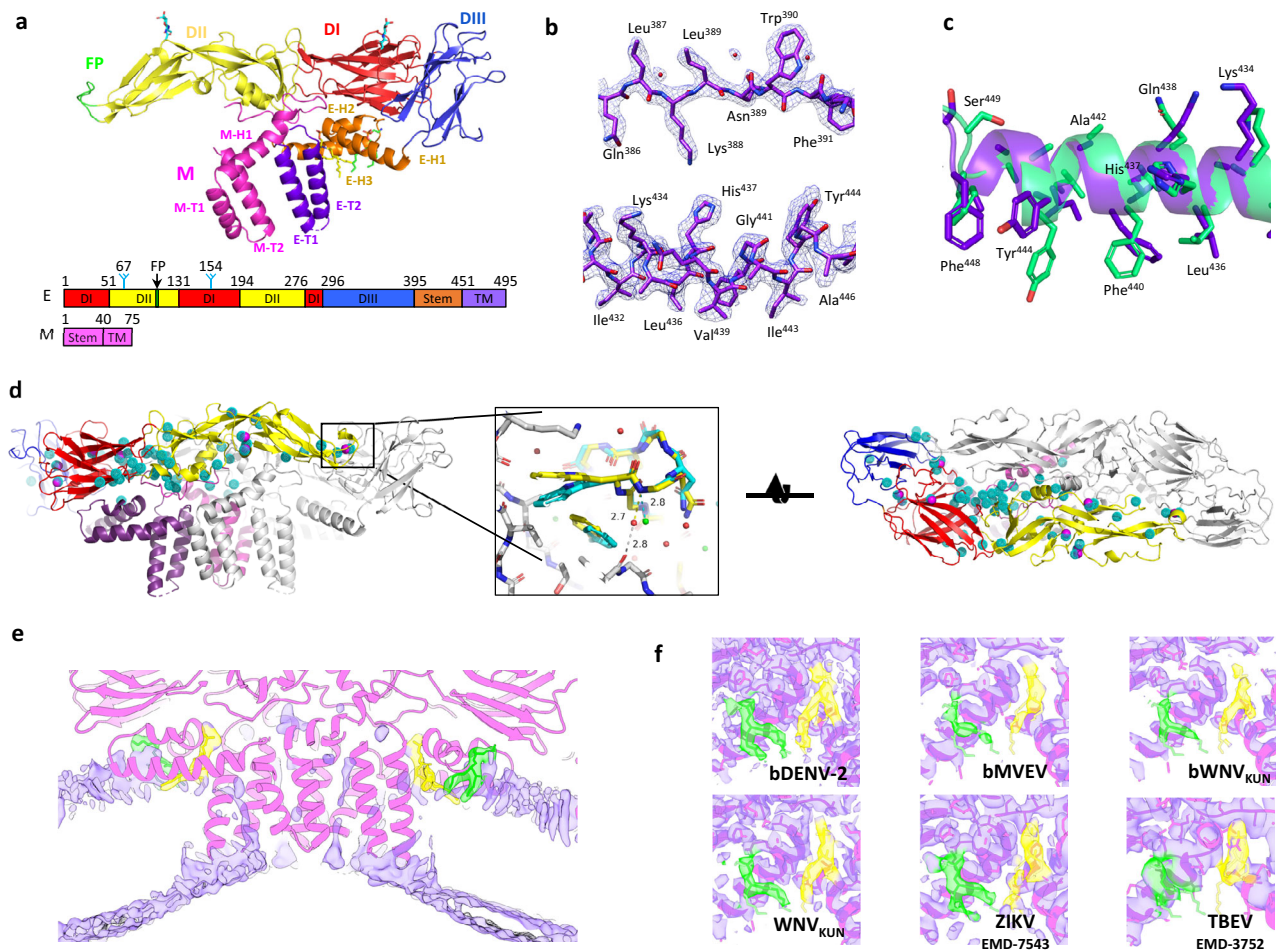 a
DII
DI
DIII
FP
E-H2
M-H1
E-H1
M
E-H3
M-T1
E-T2
M-T2
E-T1
1 51 67 FP 131 154 194 276 296 395 451 495
E DI DII DI DII DI DIII Stem TM
1 40 75
M Stem TM
b
Leu387
Leu389
Trp390
Asn389
Gln386
Lys388
Phe391
Lys434
His437
Gly441
Tyr444
Ile432
Leu436
Val439
Ile443
Ala446
c
Ser449
Ala442
Gln438
Lys434
His437
Phe448
Tyr444
Phe440
Leu436
d
2.8
2.7
2.8
e
f
bDENV-2
bMVEV
bWNVKUN
WNVKUN
ZIKV
EMD-7543
TBEV
EMD-3752